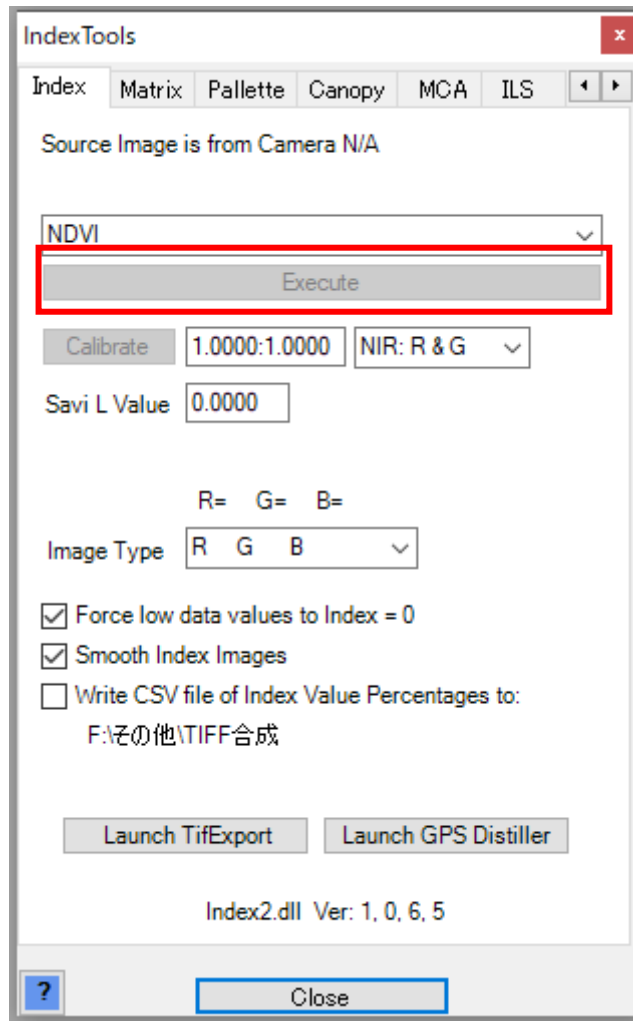 IndexTools
x
Index Matrix Pallette Canopy MCA ILS
Source Image is from Camera N/A
NDVI
Execute
Calibrate 1.0000:1.0000 NIR: R & G
Savi L Value 0.0000
R= G= B=
Image Type R G B
Force low data values to Index = 0
Smooth Index Images
Write CSV file of Index Value Percentages to:
F:\その他\TIFF合成
Launch TifExport Launch GPS Distiller
Index2.dll Ver: 1, 0, 6, 5
? Close